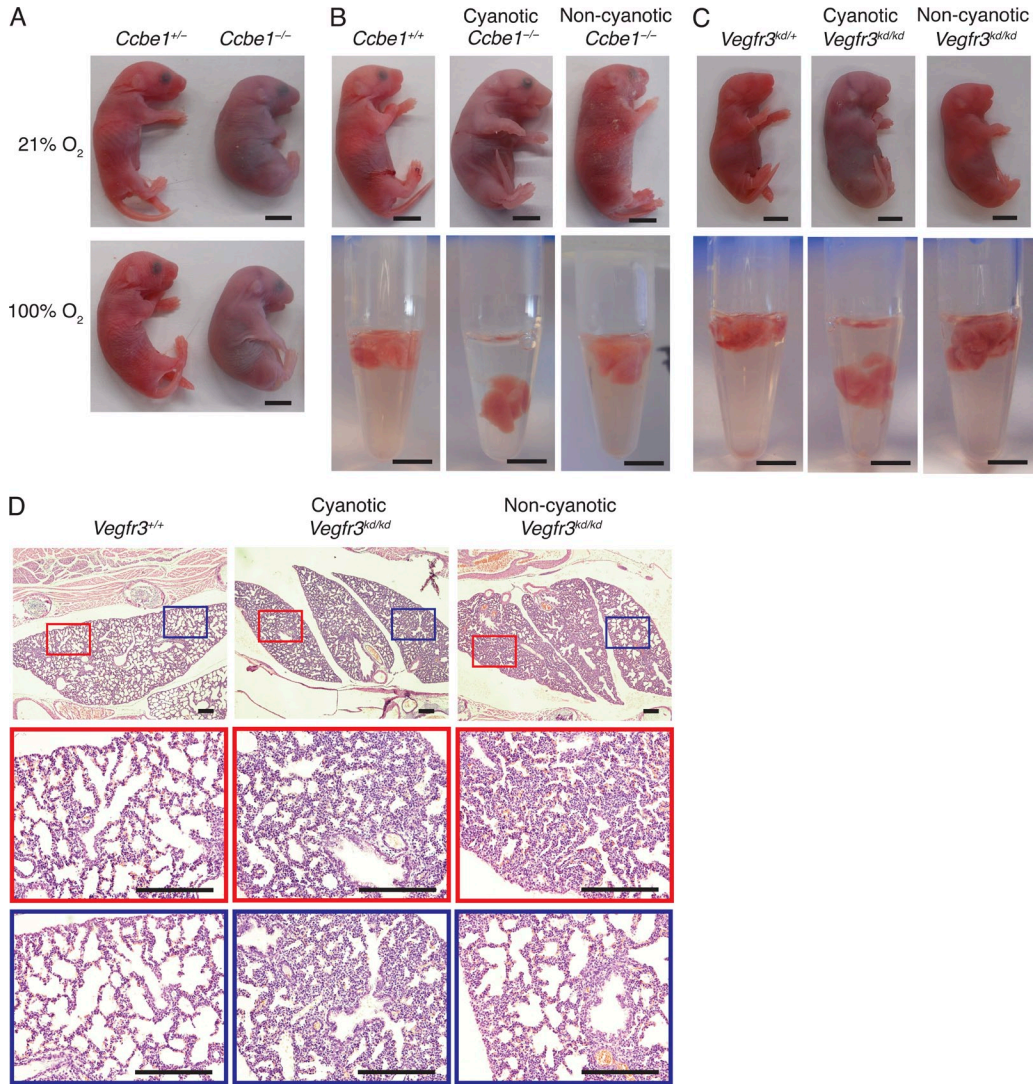 A
Ccbe1+/−
Ccbe1−/−
21% O2
100% O2
B
Ccbe1+/+
Cyanotic
Ccbe1−/−
Non-cyanotic
Ccbe1−/−
C
Vegfr3kd/+
Cyanotic
Vegfr3kd/kd
Non-cyanotic
Vegfr3kd/kd
D
Vegfr3+/+
Cyanotic
Vegfr3kd/kd
Non-cyanotic
Vegfr3kd/kd